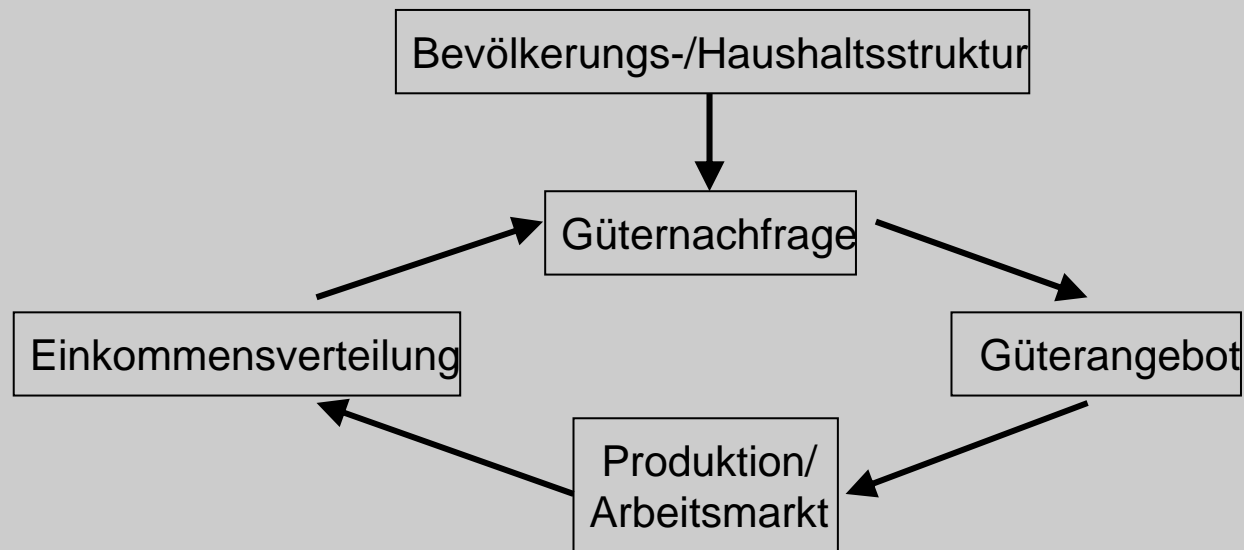 Bevölkerungs-/Haushaltsstruktur
Güternachfrage
Einkommensverteilung
Güterangebot
Produktion/
Arbeitsmarkt